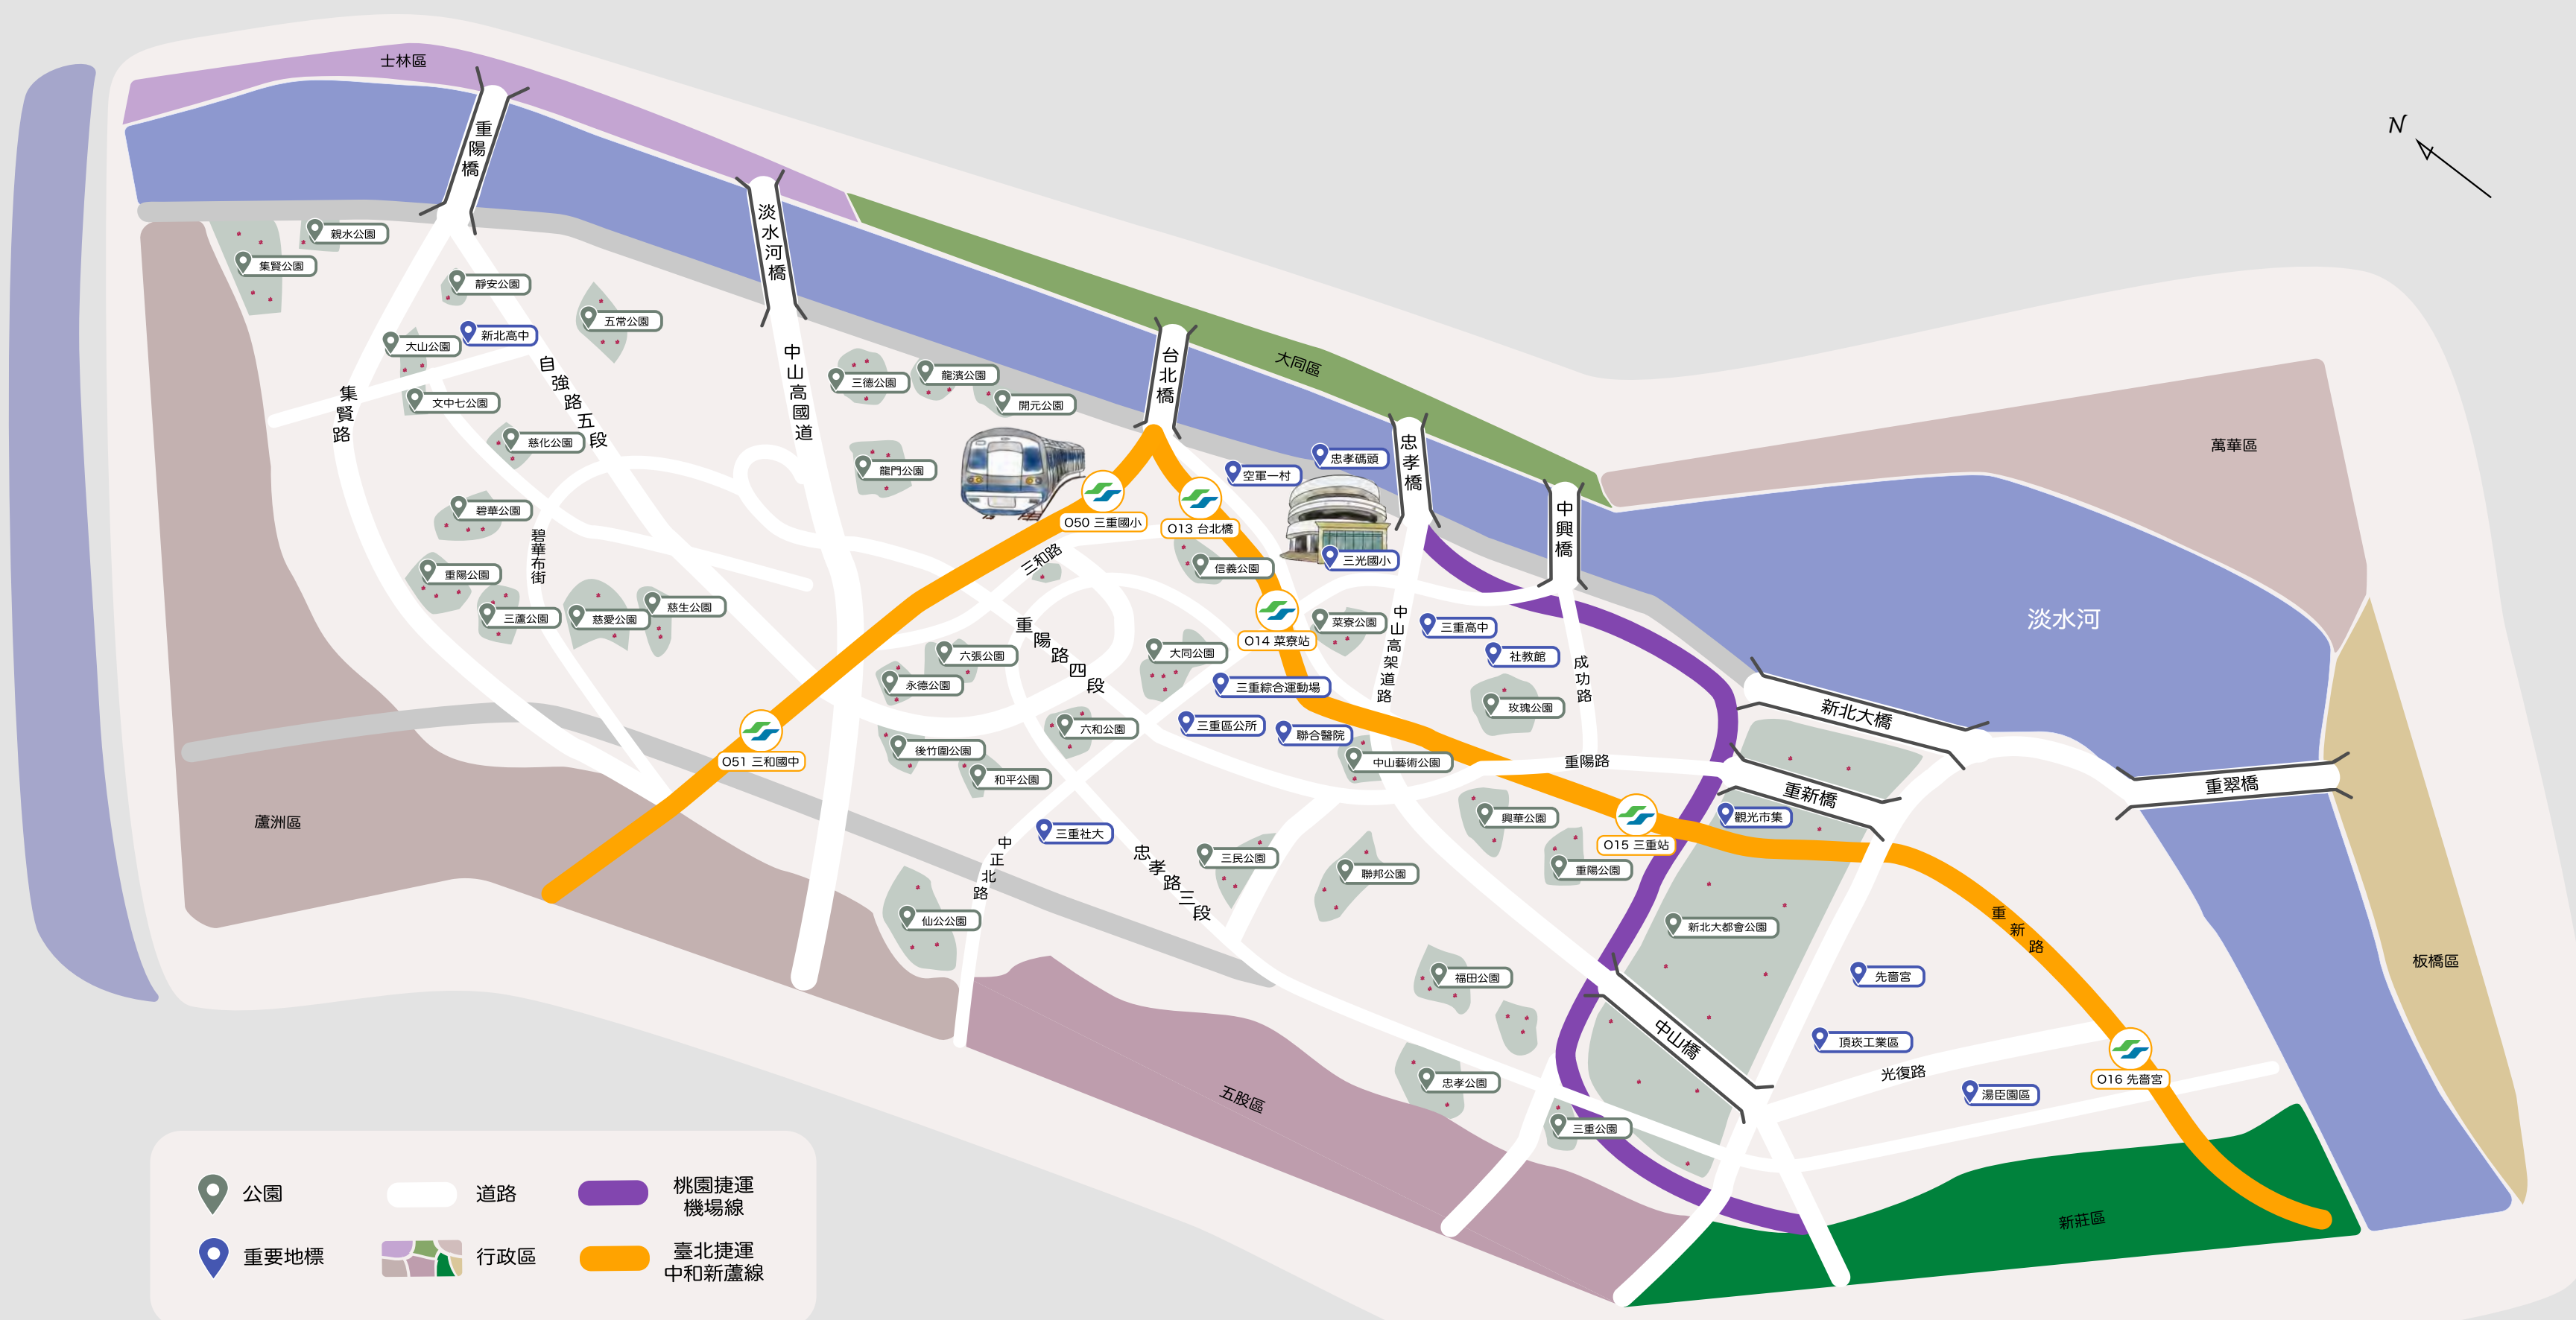 士林區
N
重陽橋
淡水河橋
親水公園
集賢公園
靜安公園
五常公園
新北高中
大山公園
文中七公園
慈化公園
集賢路
自強路五段
中山高國道
三德公園
龍濱公園
開元公園
龍門公園
台北橋
大同區
忠孝橋
中興橋
萬華區
淡水河
空軍一村
忠孝碼頭
三光國小
O50 三重國小
O13 台北橋
信義公園
三和路
碧華公園
碧華布街
重陽公園
三蘆公園
慈愛公園
慈生公園
O14 菜寮站
菜寮公園
中山高架道路
三重高中
社教館
成功路
玫瑰公園
六張公園
永德公園
重陽路四段
大同公園
三重綜合運動場
三重區公所
聯合醫院
六和公園
後竹圍公園
和平公園
中山藝術公園
重陽路
新北大橋
重新橋
重翠橋
觀光市集
O51 三和國中
蘆洲區
三重社大
中正北路
忠孝路三段
三民公園
聯邦公園
興華公園
重陽公園
O15 三重站
仙公公園
新北大都會公園
重新路
板橋區
福田公園
先嗇宮
中山橋
頂崁工業區
光復路
湯臣園區
O16 先嗇宮
忠孝公園
三重公園
五股區
新莊區
公園
道路
桃園捷運
機場線
重要地標
行政區
臺北捷運
中和新蘆線